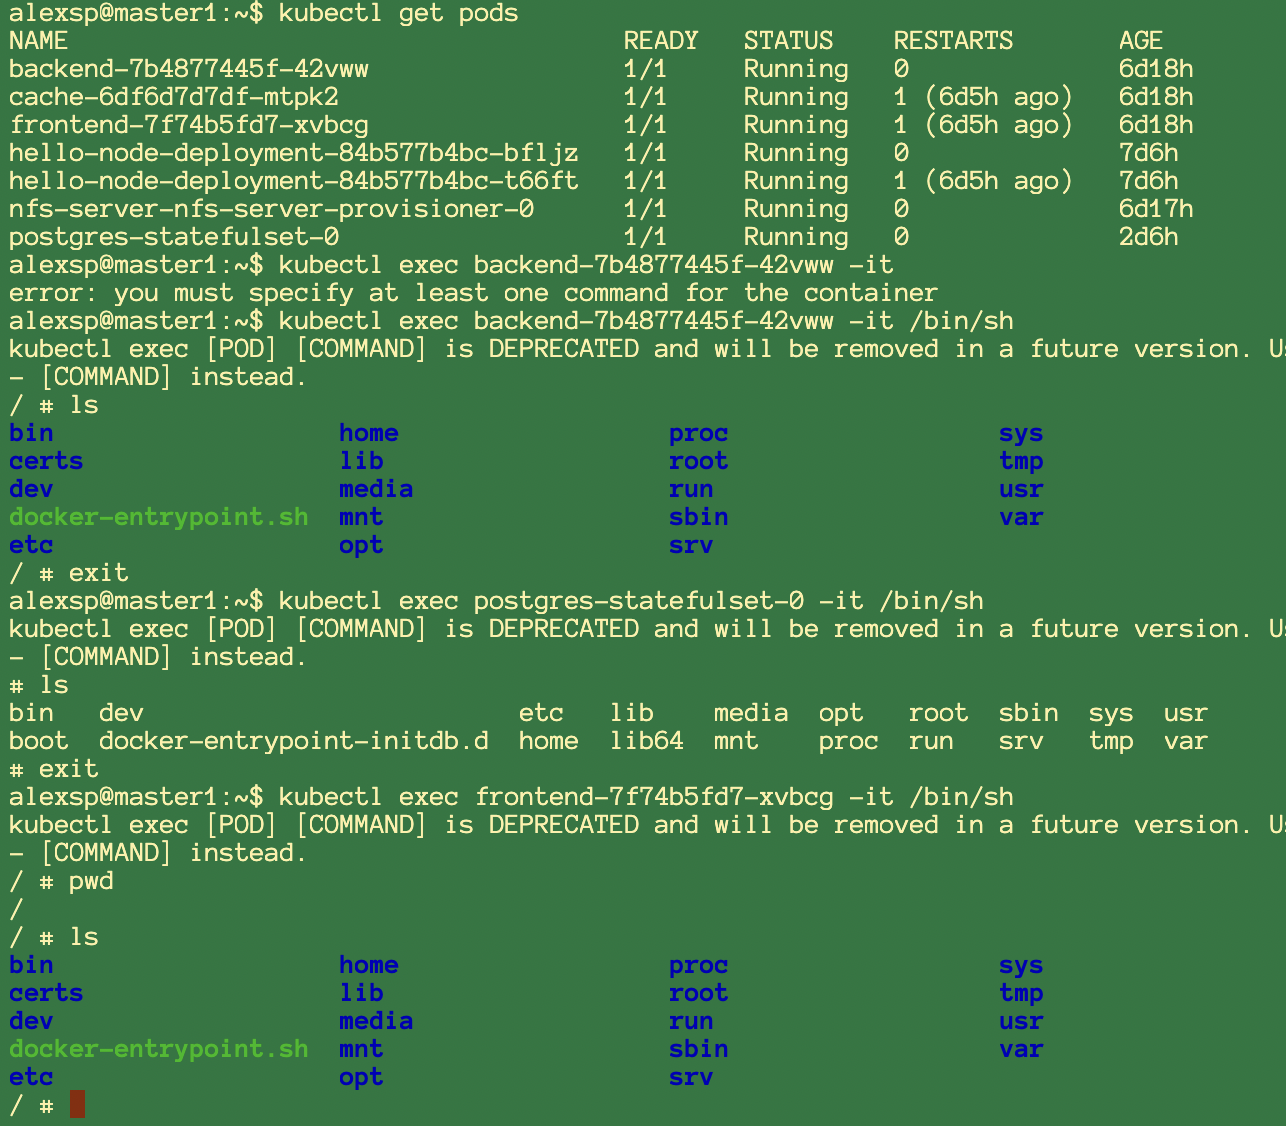 alexsp@master1:~$ kubectl get pods
NAME READY STATUS RESTARTS AGE
backend-7b4877445f-42vww 1/1 Running 0 6d18h
cache-6df6d7d7df-mtpk2 1/1 Running 1 (6d5h ago) 6d18h
frontend-7f74b5fd7-xvbcg 1/1 Running 1 (6d5h ago) 6d18h
hello-node-deployment-84b577b4bc-bfljz 1/1 Running 0 7d6h
hello-node-deployment-84b577b4bc-t66ft 1/1 Running 1 (6d5h ago) 7d6h
nfs-server-nfs-server-provisioner-0 1/1 Running 0 6d17h
postgres-statefulset-0 1/1 Running 0 2d6h
alexsp@master1:~$ kubectl exec backend-7b4877445f-42vww -it
error: you must specify at least one command for the container
alexsp@master1:~$ kubectl exec backend-7b4877445f-42vww -it /bin/sh
kubectl exec [POD] [COMMAND] is DEPRECATED and will be removed in a future version.
- [COMMAND] instead.
/ # ls
bin home proc sys
certs lib root tmp
dev media run usr
docker-entrypoint.sh mnt sbin var
etc opt srv
/ # exit
alexsp@master1:~$ kubectl exec postgres-statefulset-0 -it /bin/sh
kubectl exec [POD] [COMMAND] is DEPRECATED and will be removed in a future version.
- [COMMAND] instead.
# ls
bin dev etc lib media opt root sbin sys usr
boot docker-entrypoint-initdb.d home lib64 mnt proc run srv tmp var
# exit
alexsp@master1:~$ kubectl exec frontend-7f74b5fd7-xvbcg -it /bin/sh
kubectl exec [POD] [COMMAND] is DEPRECATED and will be removed in a future version.
- [COMMAND] instead.
/ # pwd
/
/ # ls
bin home proc sys
certs lib root tmp
dev media run usr
docker-entrypoint.sh mnt sbin var
etc opt srv
/ #